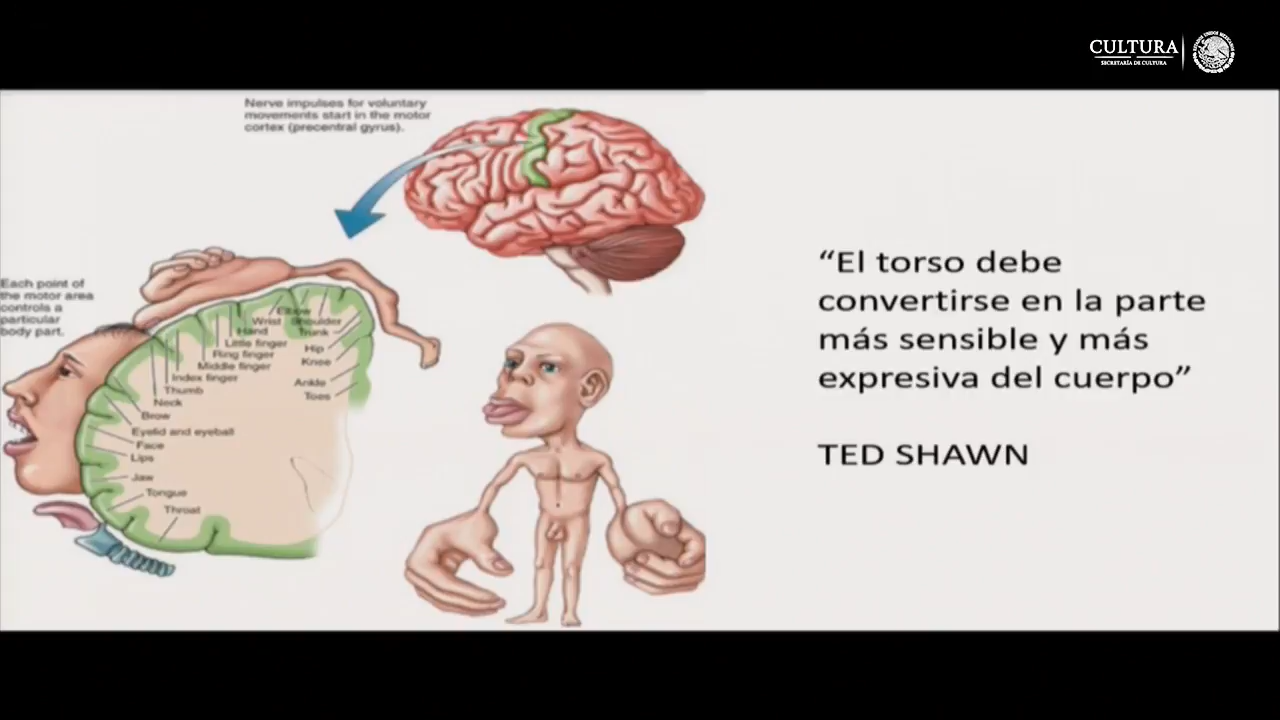 CULTURA
SECRETARÍA DE CULTURA
Nerve impulses for voluntary
movements start in the motor
cortex (precentral gyrus).
Each point of
the motor area
controls a
particular
body part.
Elbow
Wrist
Shoulder
Hand
Trunk
Little finger
Hip
Ring finger
Knee
Middle finger
Index finger
Ankle
Thumb
Toes
Neck
Brow
Eyelid and eyeball
Face
Lips
Jaw
Tongue
Throat
“El torso debe
convertirse en la parte
más sensible y más
expresiva del cuerpo”
TED SHAWN